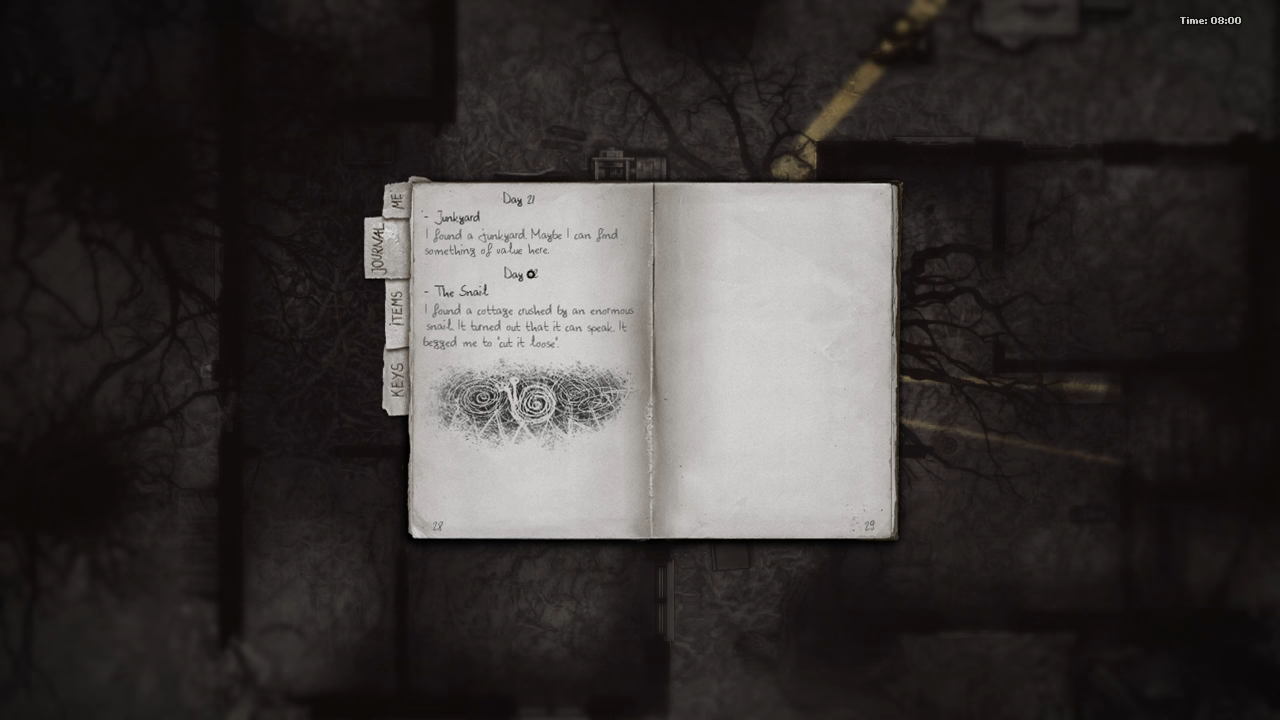 Time: 08:00
ME
JOURNAL
ITEMS
KEYS
Day 21
- Junkyard
I found a junkyard. Maybe I can find
something of value here.
Day
- The Snail
I found a cottage crushed by an enormous
snail. It turned out that it can speak. It
begged me to "cut it loose".
28
29